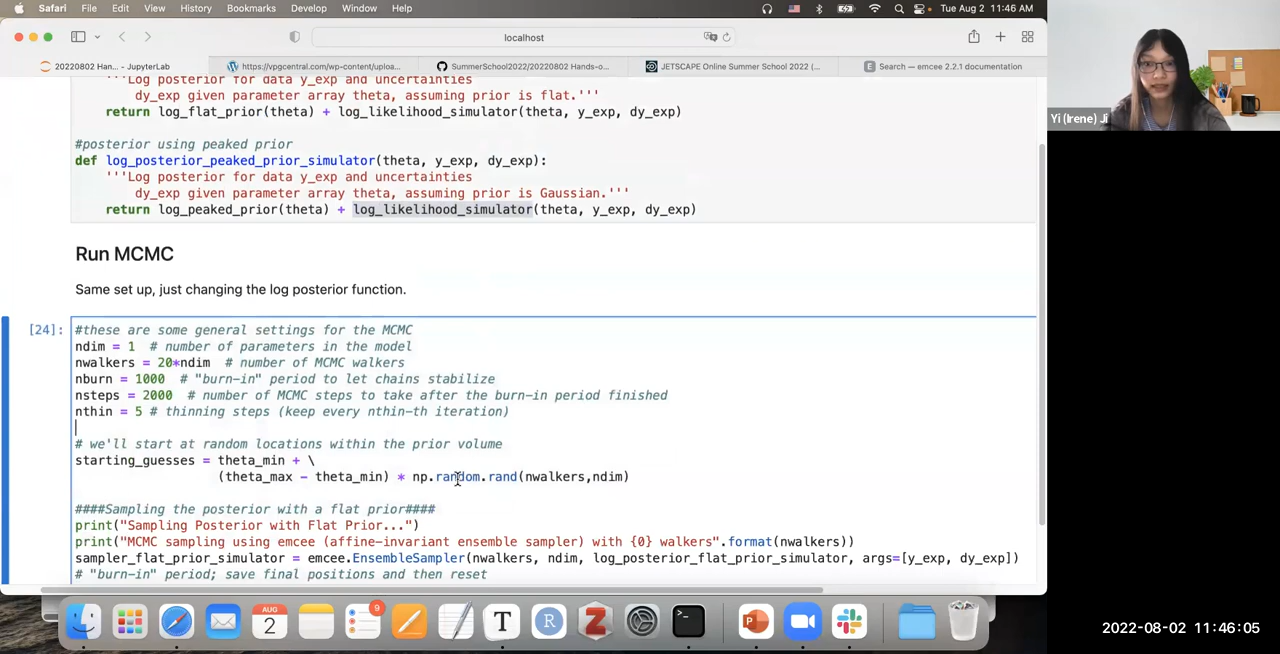 Safari File Edit View History Bookmarks Develop Window Help Tue Aug 2 11:46 AM
localhost
20220802 Han... - JupyterLab https://vpgcentral.com/wp-content/uploa... SummerSchool2022/20220802 Hands-o... JETSCAPE Online Summer School 2022 (... E Search — emcee 2.2.1 documentation
'''Log posterior for data y_exp and uncertainties
dy_exp given parameter array theta, assuming prior is flat.'''
return log_flat_prior(theta) + log_likelihood_simulator(theta, y_exp, dy_exp)
#posterior using peaked prior
def log_posterior_peaked_prior_simulator(theta, y_exp, dy_exp):
'''Log posterior for data y_exp and uncertainties
dy_exp given parameter array theta, assuming prior is Gaussian.'''
return log_peaked_prior(theta) + log_likelihood_simulator(theta, y_exp, dy_exp)
Run MCMC
Same set up, just changing the log posterior function.
[24]: #these are some general settings for the MCMC
ndim = 1 # number of parameters in the model
nwalkers = 20*ndim # number of MCMC walkers
nburn = 1000 # "burn-in" period to let chains stabilize
nsteps = 2000 # number of MCMC steps to take after the burn-in period finished
nthin = 5 # thinning steps (keep every nthin-th iteration)
# we'll start at random locations within the prior volume
starting_guesses = theta_min + \
(theta_max - theta_min) * np.random.rand(nwalkers,ndim)
####Sampling the posterior with a flat prior####
print("Sampling Posterior with Flat Prior...")
print("MCMC sampling using emcee (affine-invariant ensemble sampler) with {0} walkers".format(nwalkers))
sampler_flat_prior_simulator = emcee.EnsembleSampler(nwalkers, ndim, log_posterior_flat_prior_simulator, args=[y_exp, dy_exp])
# "burn-in" period; save final positions and then reset
Yi (Irene) Ji
AUG
2
9
T
R
Z
P
2022-08-02 11:46:05